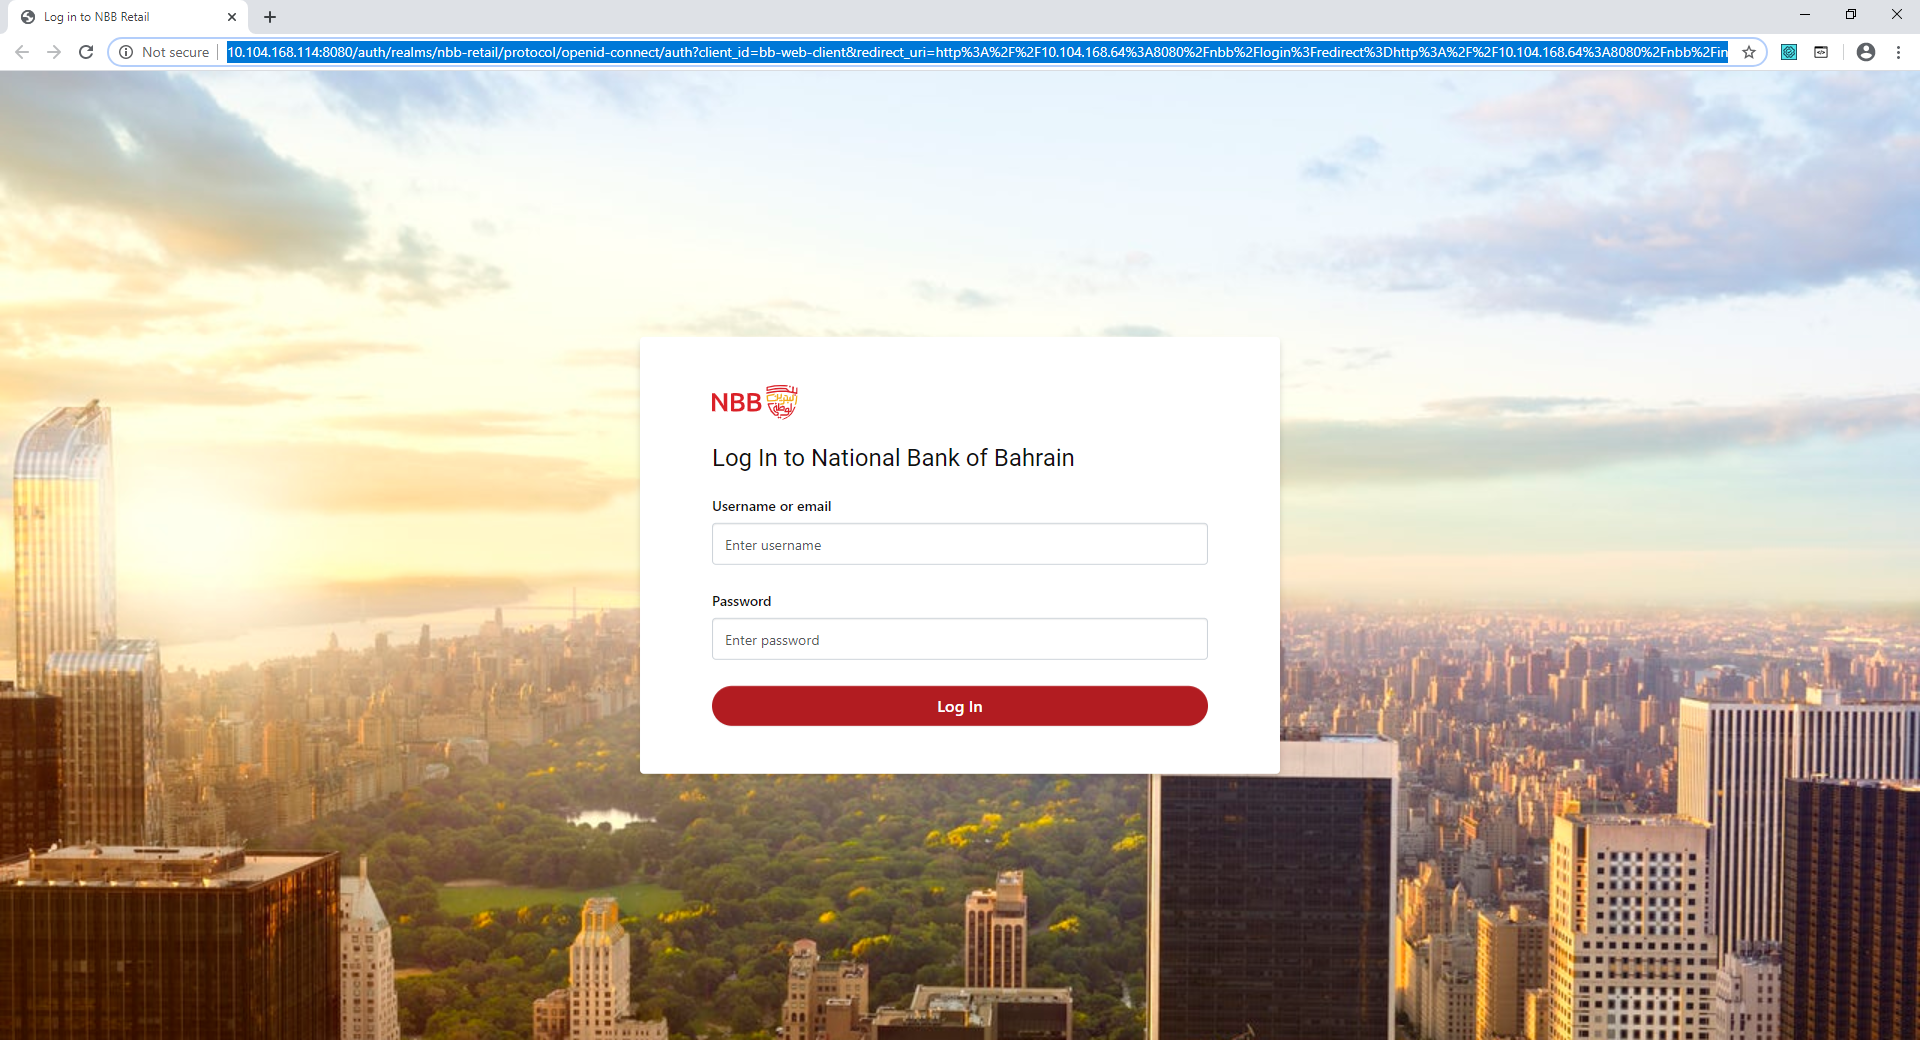 Log in to NBB Retail
Not secure
10.104.168.114:8080/auth/realms/nbb-retail/protocol/openid-connect/auth?client_id=bb-web-client&redirect_uri=http%3A%2F%2F10.104.168.64%3A8080%2Fnbb%2Flogin%3Fredirect%3Dhttp%3A%2F%2F10.104.168.64%3A8080%2Fnbb%2Fin
NBB
Log In to National Bank of Bahrain
Username or email
Enter username
Password
Enter password
Log In